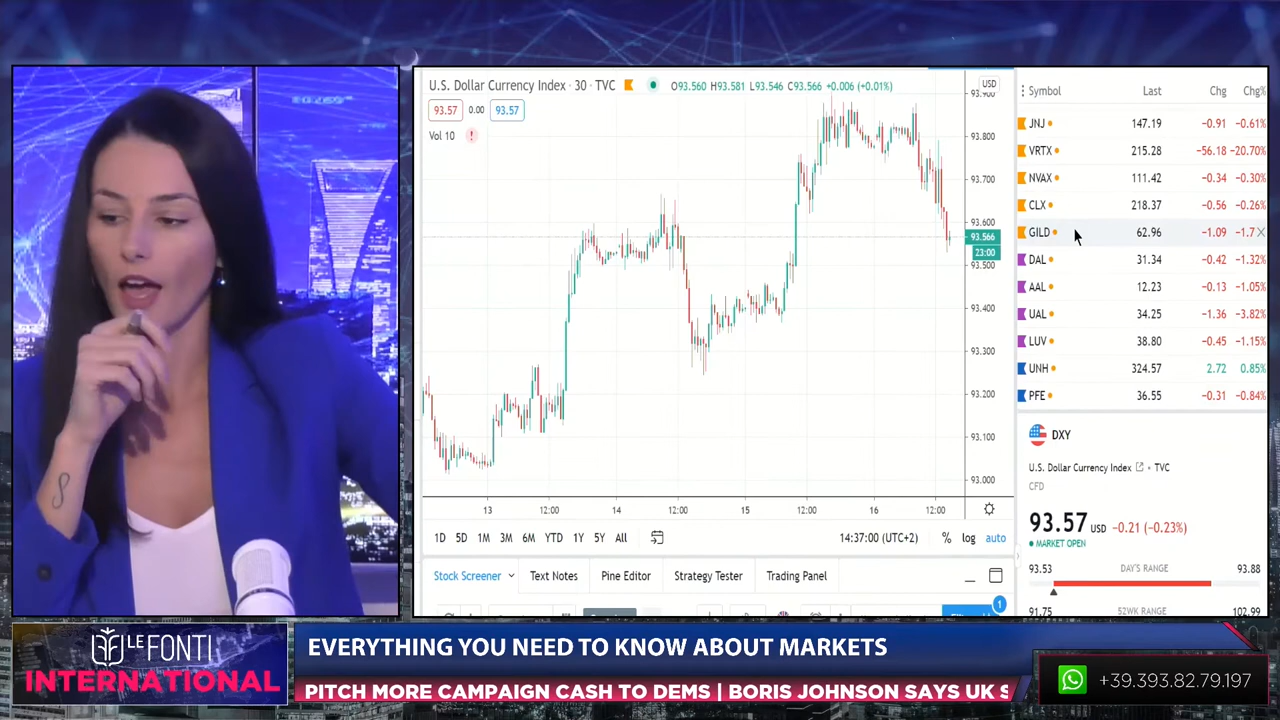 U.S. Dollar Currency Index · 30 · TVC O93.560 H93.581 L93.546 C93.566 +0.006 (+0.01%)
93.57 0.00 93.57
Vol 10 !
USD
93.900
93.800
93.700
93.600
93.566
23:00
93.500
93.400
93.300
93.200
93.100
93.000
13 12:00 14 12:00 15 12:00 16 12:00
1D 5D 1M 3M 6M YTD 1Y 5Y All 14:37:00 (UTC+2) % log auto
Stock Screener Text Notes Pine Editor Strategy Tester Trading Panel
1
Symbol Last Chg Chg%
JNJ 147.19 −0.91 −0.61%
VRTX 215.28 −56.18 −20.70%
NVAX 111.42 −0.34 −0.30%
CLX 218.37 −0.56 −0.26%
GILD 62.96 −1.09 −1.7
DAL 31.34 −0.42 −1.32%
AAL 12.23 −0.13 −1.05%
UAL 34.25 −1.36 −3.82%
LUV 38.80 −0.45 −1.15%
UNH 324.57 2.72 0.85%
PFE 36.55 −0.31 −0.84%
DXY
U.S. Dollar Currency Index · TVC
CFD
93.57 USD −0.21 (−0.23%)
MARKET OPEN
93.53 DAY'S RANGE 93.88
91.75 52WK RANGE 102.99
LE FONTI
INTERNATIONAL
EVERYTHING YOU NEED TO KNOW ABOUT MARKETS
PITCH MORE CAMPAIGN CASH TO DEMS | BORIS JOHNSON SAYS UK S
+39.393.82.79.197